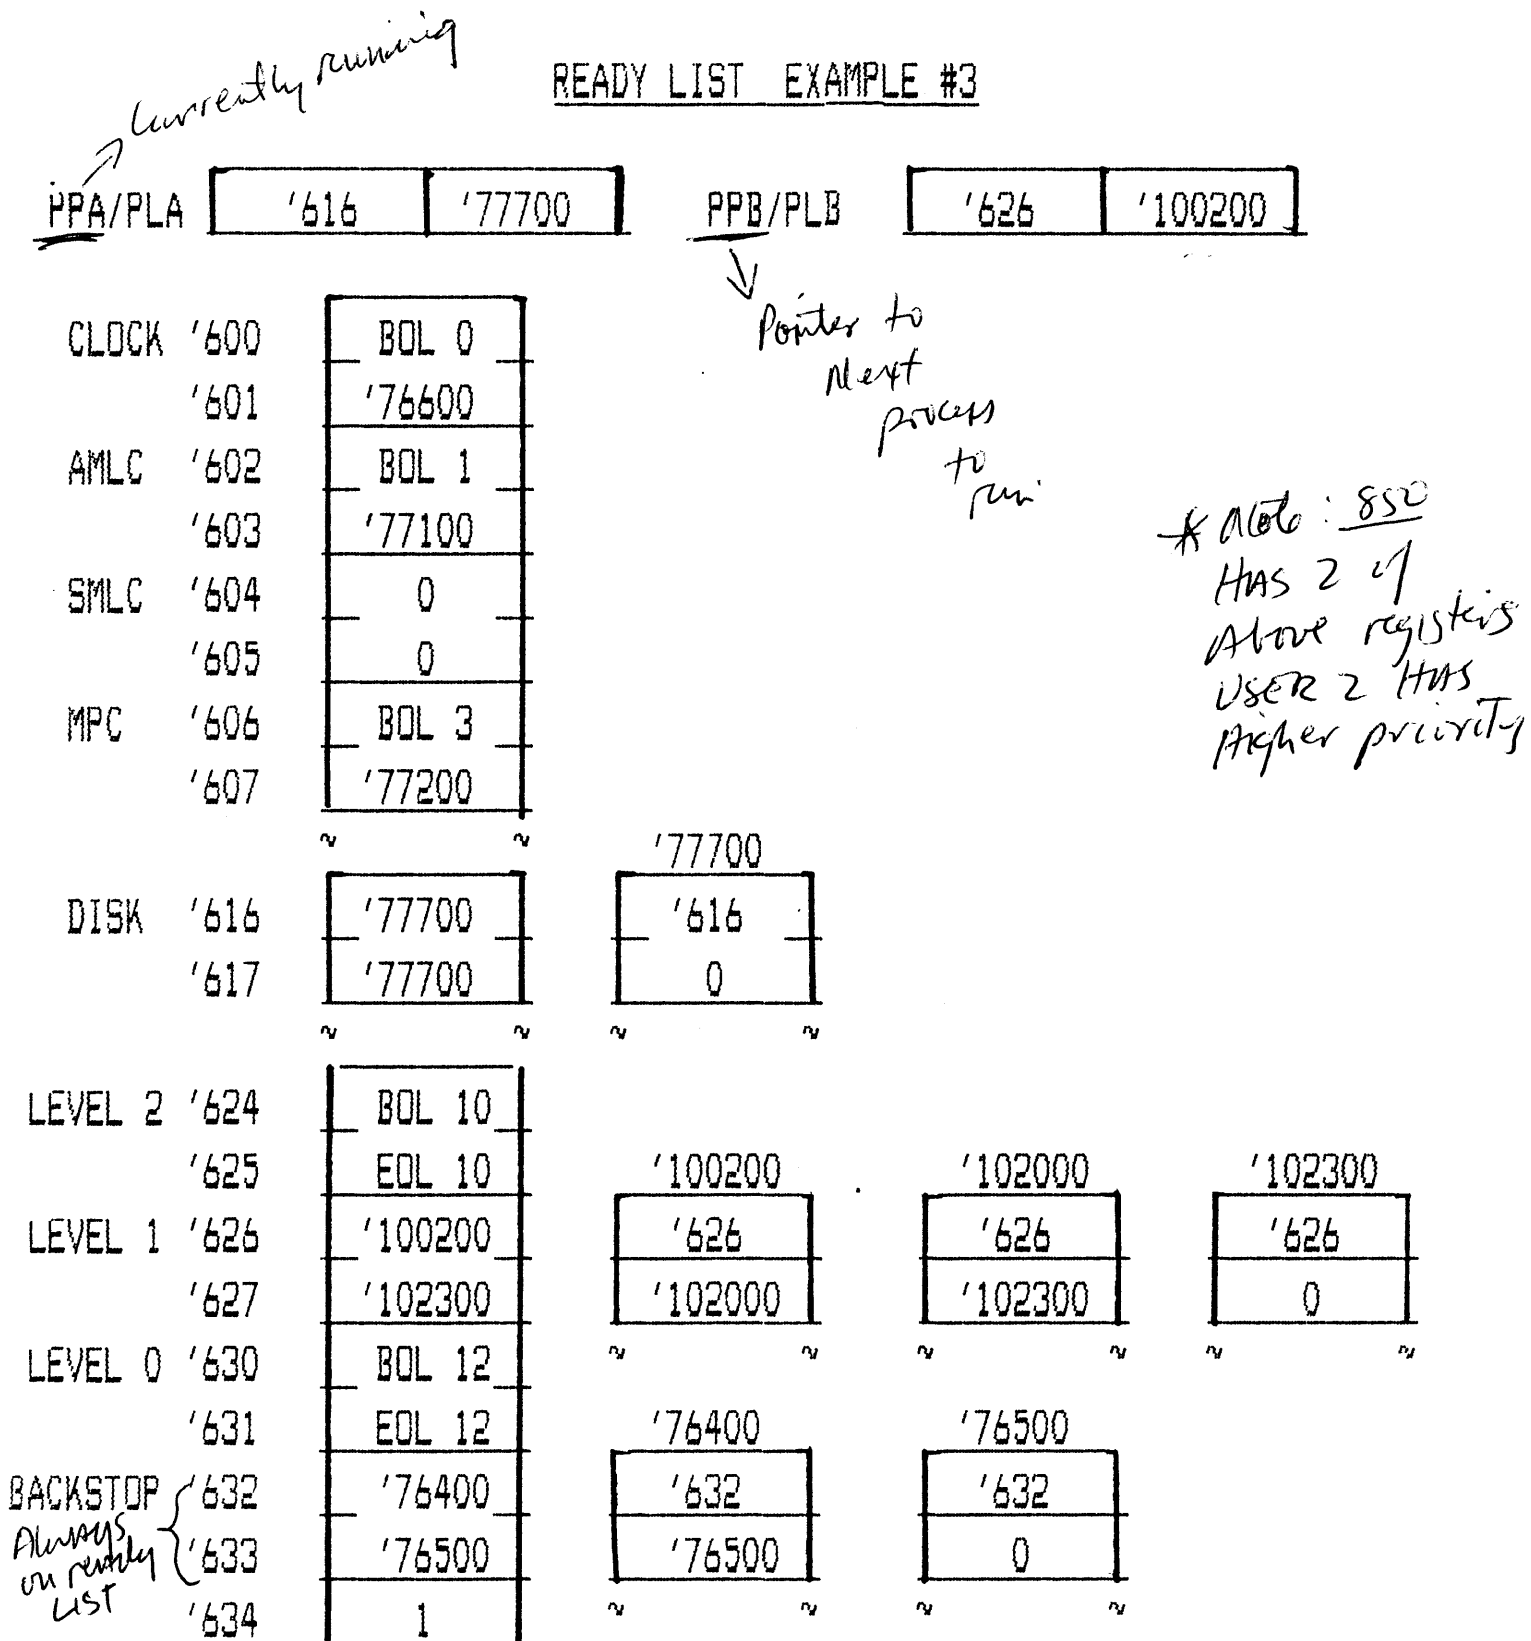 Currently running
READY LIST EXAMPLE #3
PPA/PLA '616 '77700 PPB/PLB '626 '100200
Pointer to
Next
process
to
run
CLOCK '600 BOL 0
'601 '76600
AMLC '602 BOL 1
'603 '77100
* Note: 850
HAS 2 of
Above registers
USER 2 HAS
Higher priority
SMLC '604 0
'605 0
MPC '606 BOL 3
'607 '77200
'77700
DISK '616 '77700 '616
'617 '77700 0
LEVEL 2 '624 BOL 10
'625 EOL 10 '100200 '102000 '102300
LEVEL 1 '626 '100200 '626 '626 '626
'627 '102300 '102000 '102300 0
LEVEL 0 '630 BOL 12
'631 EOL 12 '76400 '76500
BACKSTOP '632 '76400 '632 '632
Always
on ready
LIST
'633 '76500 '76500 0
'634 1